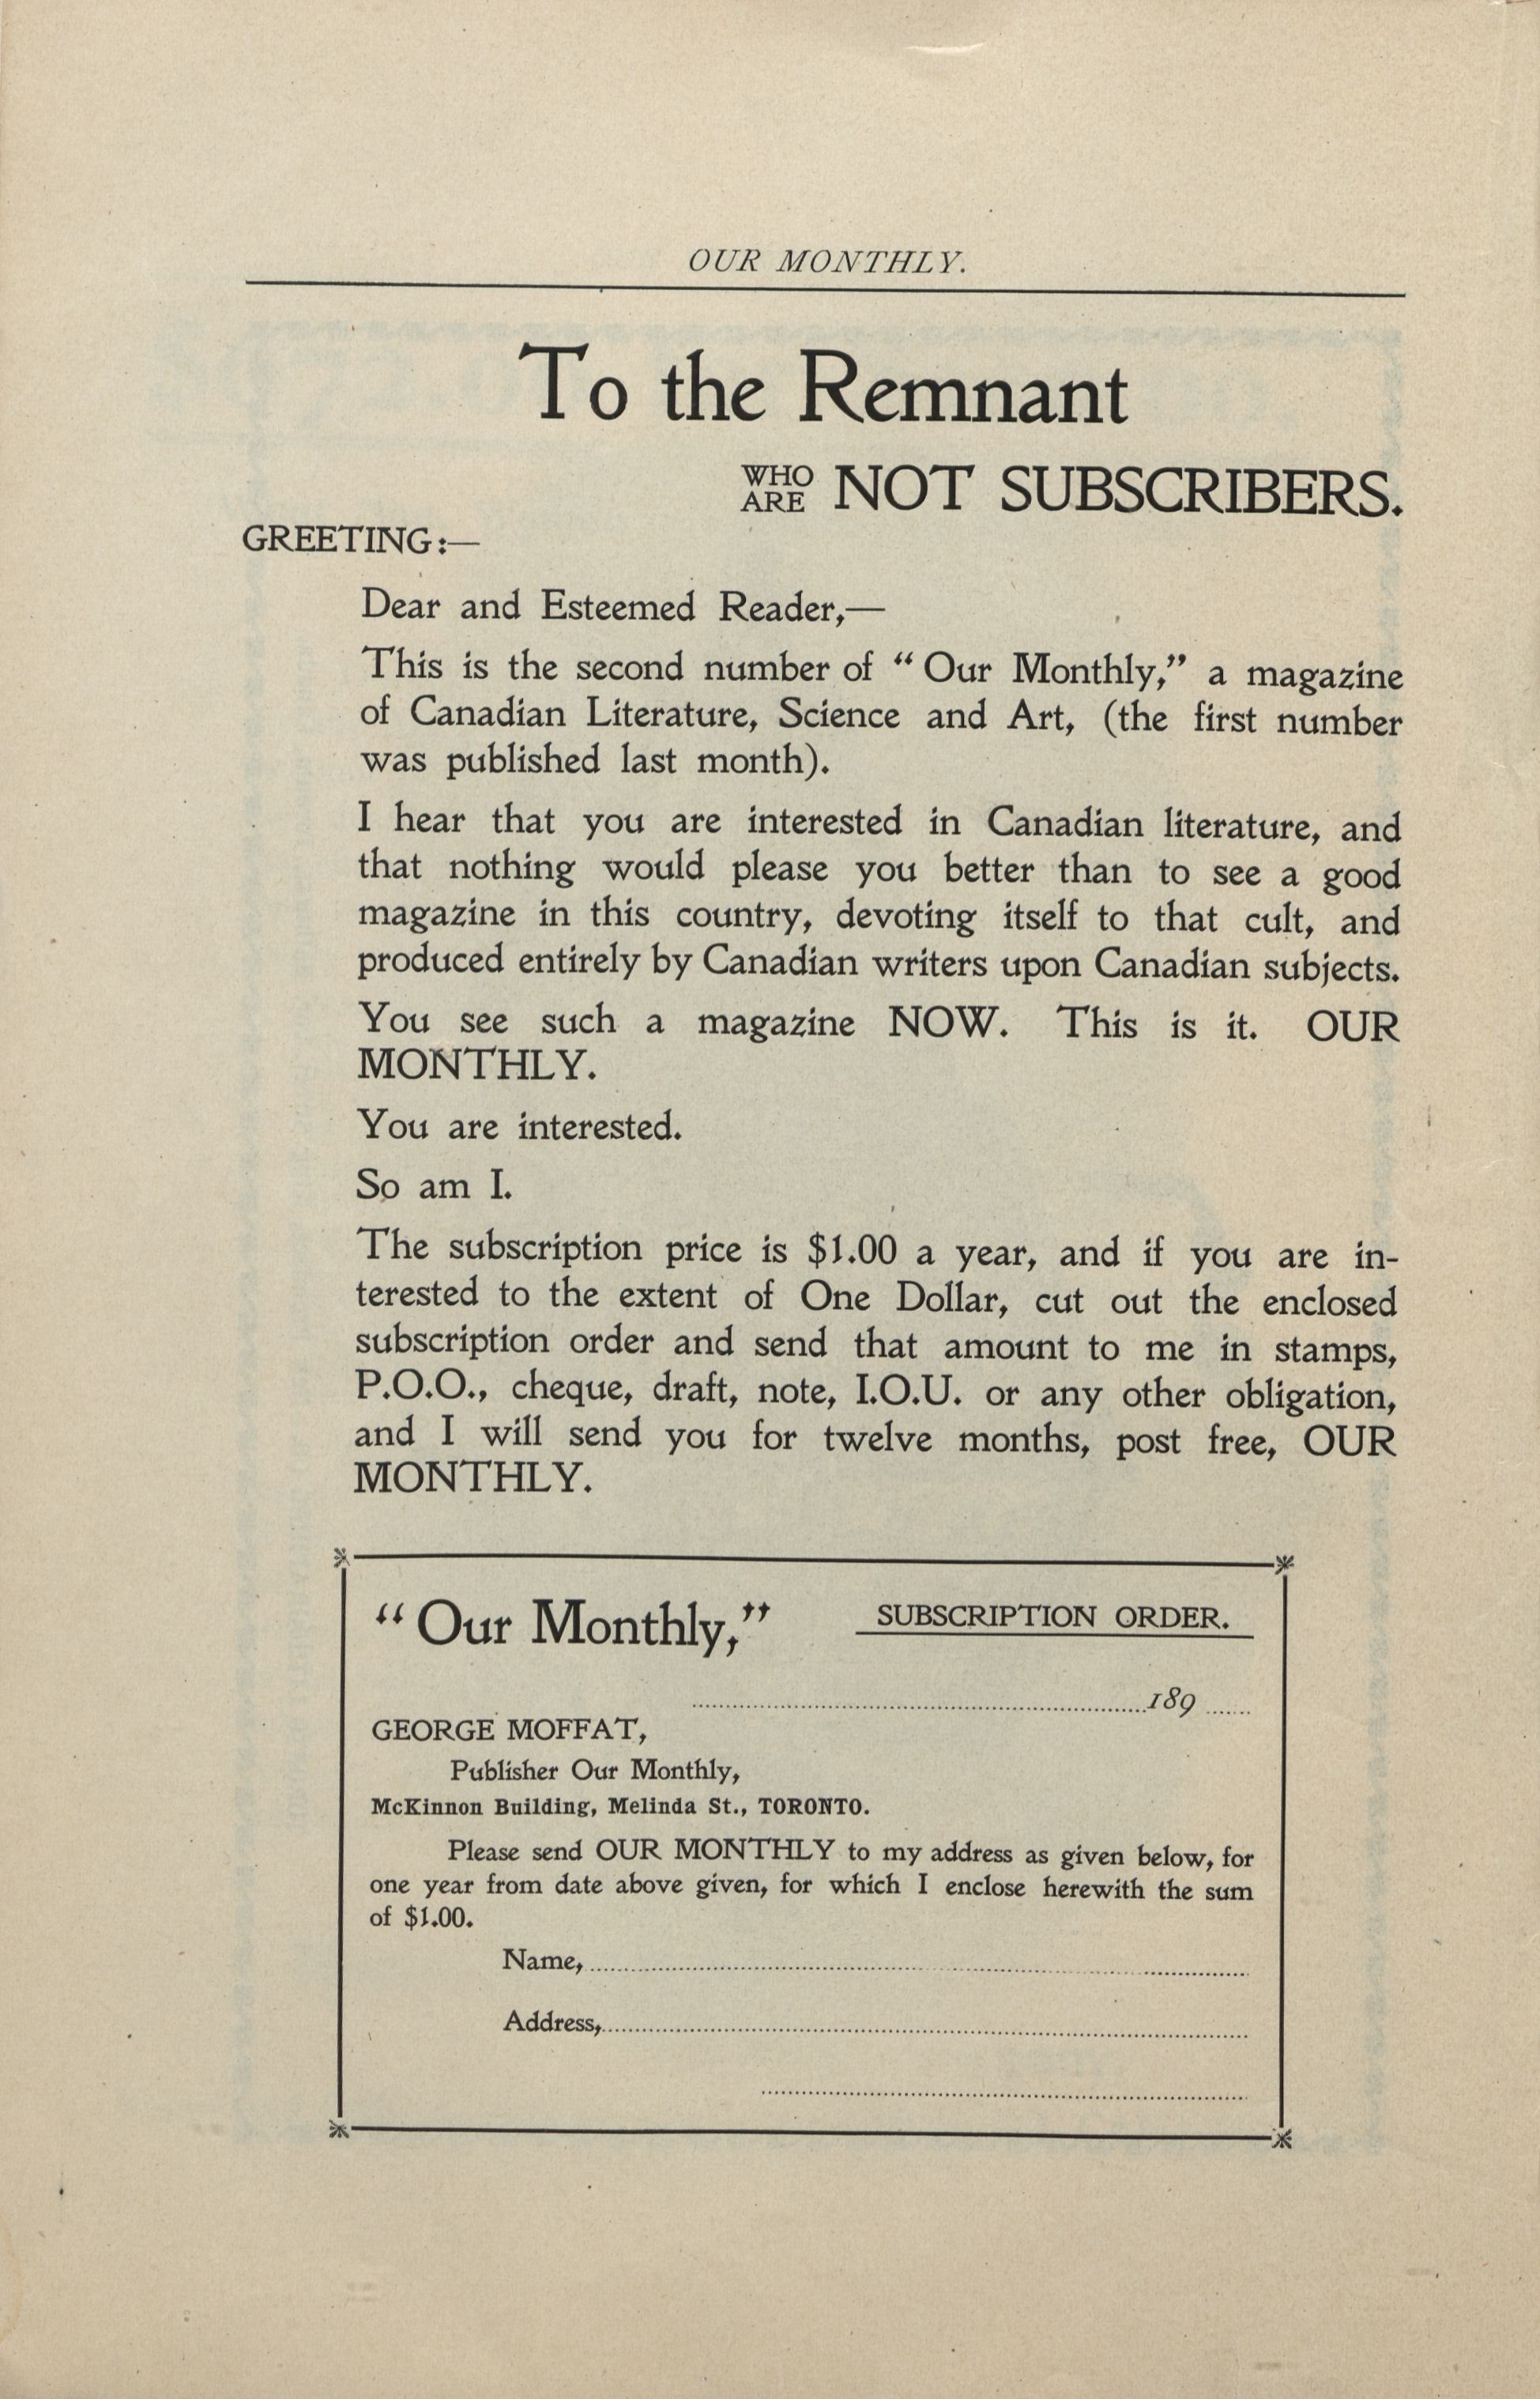 OUR MONTHLY.
To the Remnant
WHO ARE NOT SUBSCRIBERS.
GREETING:—
Dear and Esteemed Reader,—
This is the second number of “Our Monthly,” a magazine
of Canadian Literature, Science and Art, (the first number
was published last month).
I hear that you are interested in Canadian literature, and
that nothing would please you better than to see a good
magazine in this country, devoting itself to that cult, and
produced entirely by Canadian writers upon Canadian subjects.
You see such a magazine NOW. This is it. OUR
MONTHLY.
You are interested.
So am I.
The subscription price is $1.00 a year, and if you are in-
terested to the extent of One Dollar, cut out the enclosed
subscription order and send that amount to me in stamps,
P.O.O., cheque, draft, note, I.O.U. or any other obligation,
and I will send you for twelve months, post free, OUR
MONTHLY.
“Our Monthly,” SUBSCRIPTION ORDER.
189
GEORGE MOFFAT,
Publisher Our Monthly,
McKinnon Building, Melinda St., TORONTO.
Please send OUR MONTHLY to my address as given below, for
one year from date above given, for which I enclose herewith the sum
of $1.00.
Name,
Address,